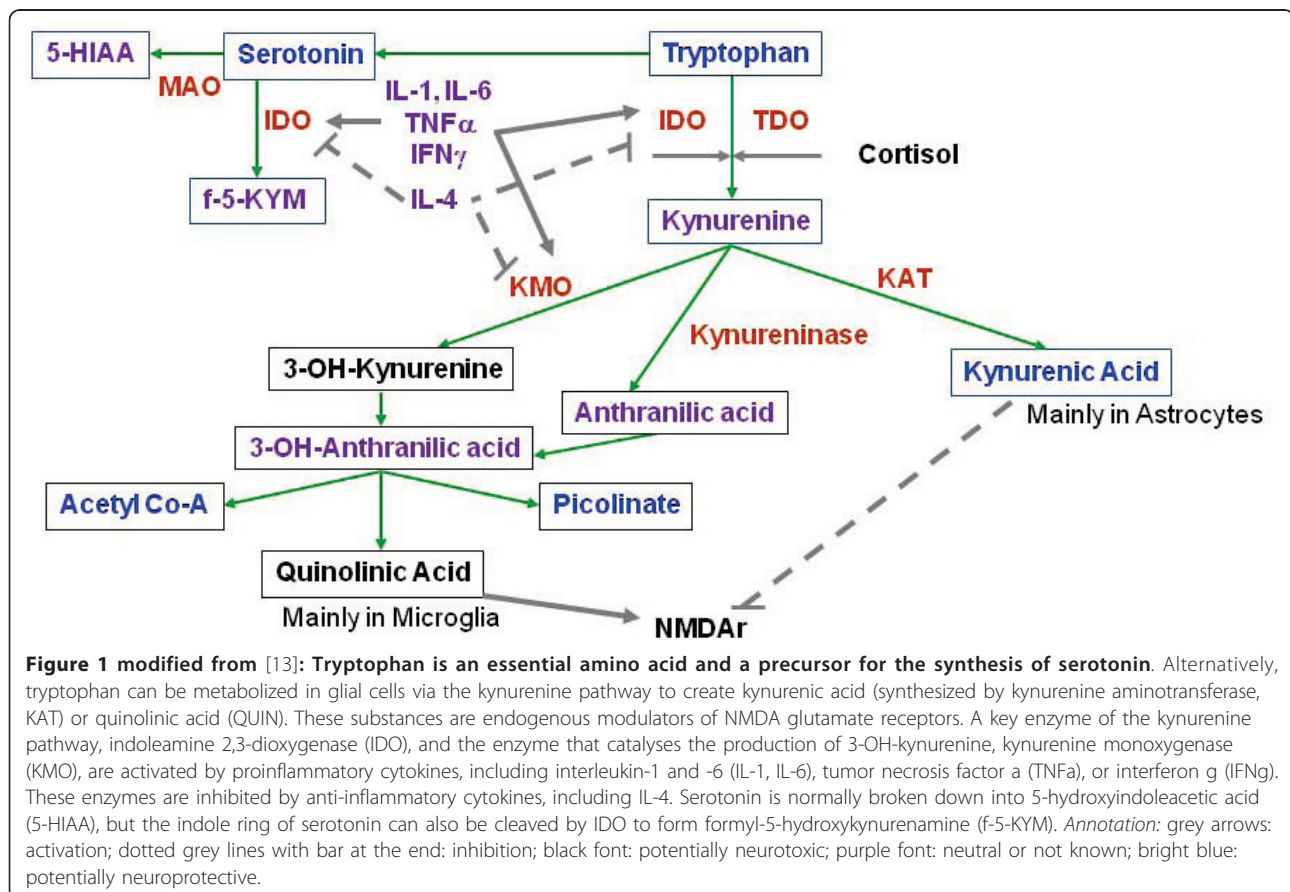 5-HIAA
Serotonin
Tryptophan
MAO
IDO
IL-1, IL-6
TNFα
IFNγ
IDO
TDO
Cortisol
f-5-KYM
IL-4
Kynurenine
KMO
KAT
Kynureninase
3-OH-Kynurenine
Kynurenic Acid
Anthranilic acid
Mainly in Astrocytes
3-OH-Anthranilic acid
Acetyl Co-A
Picolinate
Quinolinic Acid
Mainly in Microglia
NMDAr
Figure 1 modified from [13]: Tryptophan is an essential amino acid and a precursor for the synthesis of serotonin. Alternatively,
tryptophan can be metabolized in glial cells via the kynurenine pathway to create kynurenic acid (synthesized by kynurenine aminotransferase,
KAT) or quinolinic acid (QUIN). These substances are endogenous modulators of NMDA glutamate receptors. A key enzyme of the kynurenine
pathway, indoleamine 2,3-dioxygenase (IDO), and the enzyme that catalyses the production of 3-OH-kynurenine, kynurenine monoxygenase
(KMO), are activated by proinflammatory cytokines, including interleukin-1 and -6 (IL-1, IL-6), tumor necrosis factor a (TNFa), or interferon g (IFNg).
These enzymes are inhibited by anti-inflammatory cytokines, including IL-4. Serotonin is normally broken down into 5-hydroxyindoleacetic acid
(5-HIAA), but the indole ring of serotonin can also be cleaved by IDO to form formyl-5-hydroxykynurenamine (f-5-KYM). Annotation: grey arrows:
activation; dotted grey lines with bar at the end: inhibition; black font: potentially neurotoxic; purple font: neutral or not known; bright blue:
potentially neuroprotective.